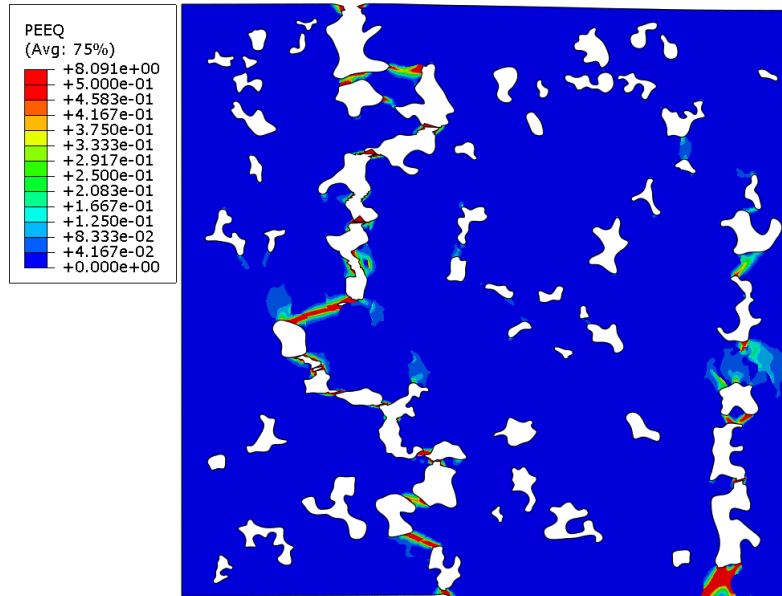 PEEQ
(Avg: 75%)
+8.091e+00
+5.000e-01
+4.583e-01
+4.167e-01
+3.750e-01
+3.333e-01
+2.917e-01
+2.500e-01
+2.083e-01
+1.667e-01
+1.250e-01
+8.333e-02
+4.167e-02
+0.000e+00